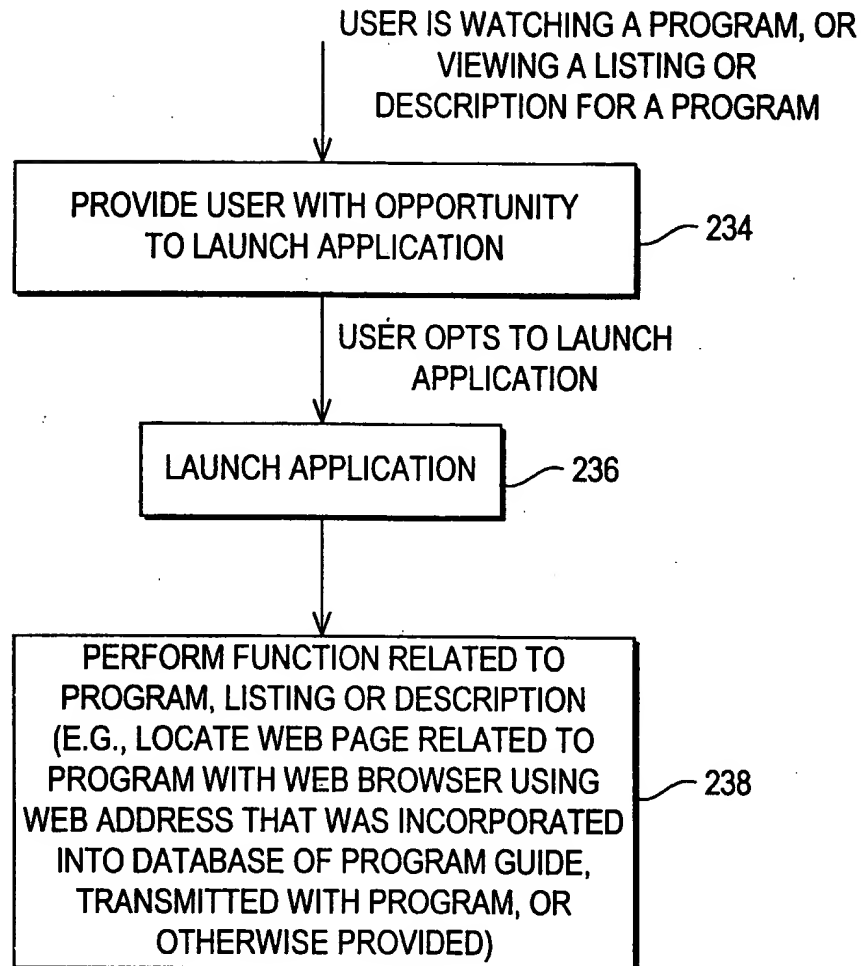 USER IS WATCHING A PROGRAM, OR
VIEWING A LISTING OR
DESCRIPTION FOR A PROGRAM
PROVIDE USER WITH OPPORTUNITY
TO LAUNCH APPLICATION
234
USER OPTS TO LAUNCH
APPLICATION
LAUNCH APPLICATION
236
PERFORM FUNCTION RELATED TO
PROGRAM, LISTING OR DESCRIPTION
(E.G., LOCATE WEB PAGE RELATED TO
PROGRAM WITH WEB BROWSER USING
WEB ADDRESS THAT WAS INCORPORATED
INTO DATABASE OF PROGRAM GUIDE,
TRANSMITTED WITH PROGRAM, OR
OTHERWISE PROVIDED)
238